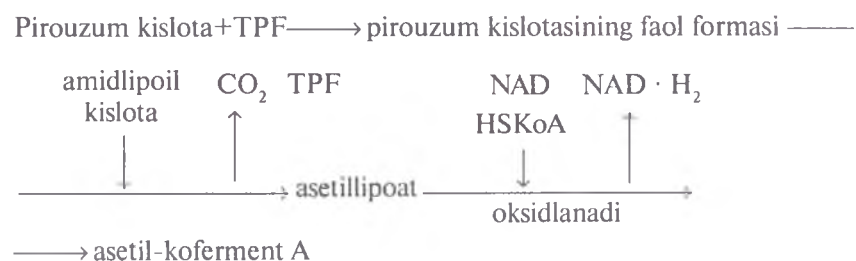 Pirouzum kislota+TPF⟶pirouzum kislotasining faol formasi
amidlipoil CO₂ TPF NAD NAD · H₂
kislota HSKoA
asetillipoat
oksidlanadi
⟶asetil-koferment A